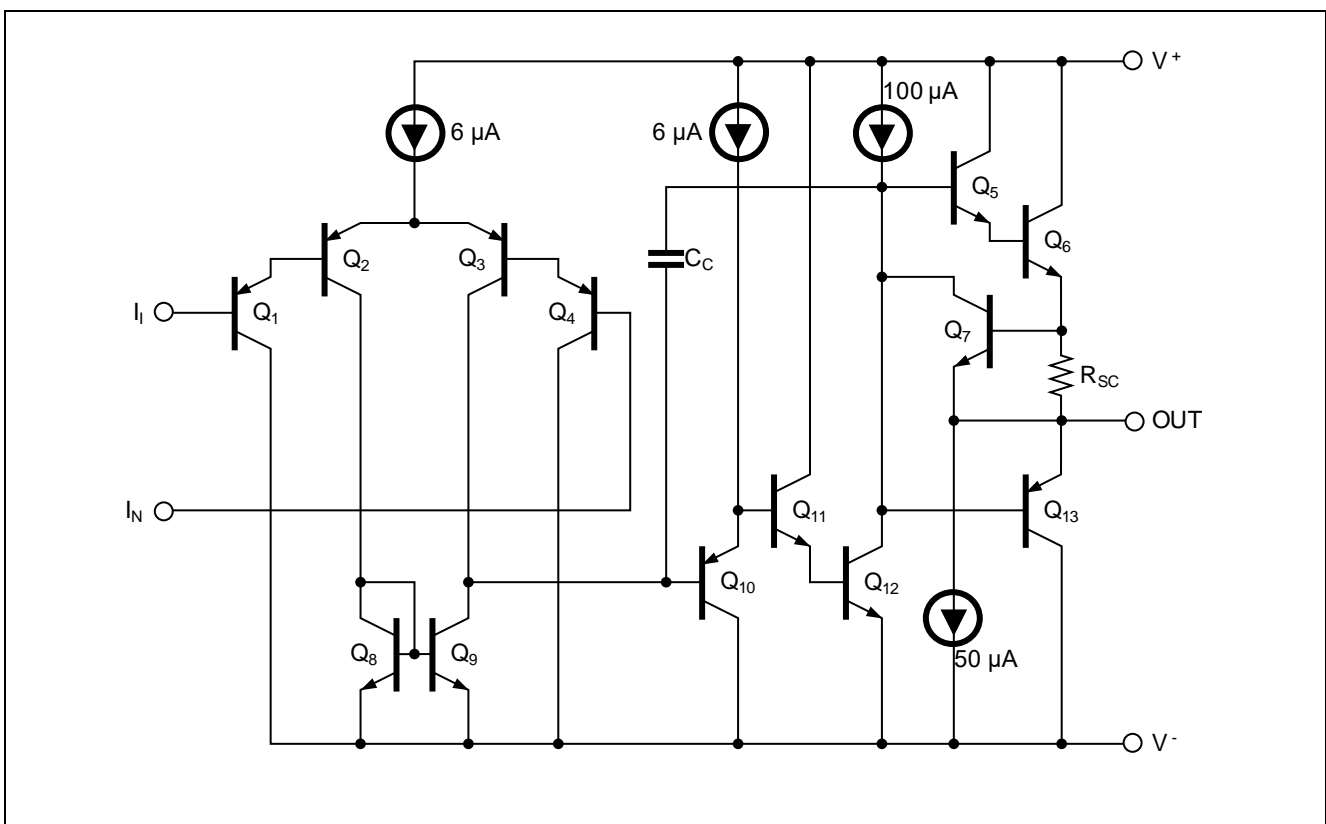 V+
100 µA
6 µA
6 µA
Q5
Q6
Q2
Q3
CC
II
Q1
Q4
Q7
RSC
OUT
IN
Q11
Q13
Q10
Q12
Q8
Q9
50 µA
V-